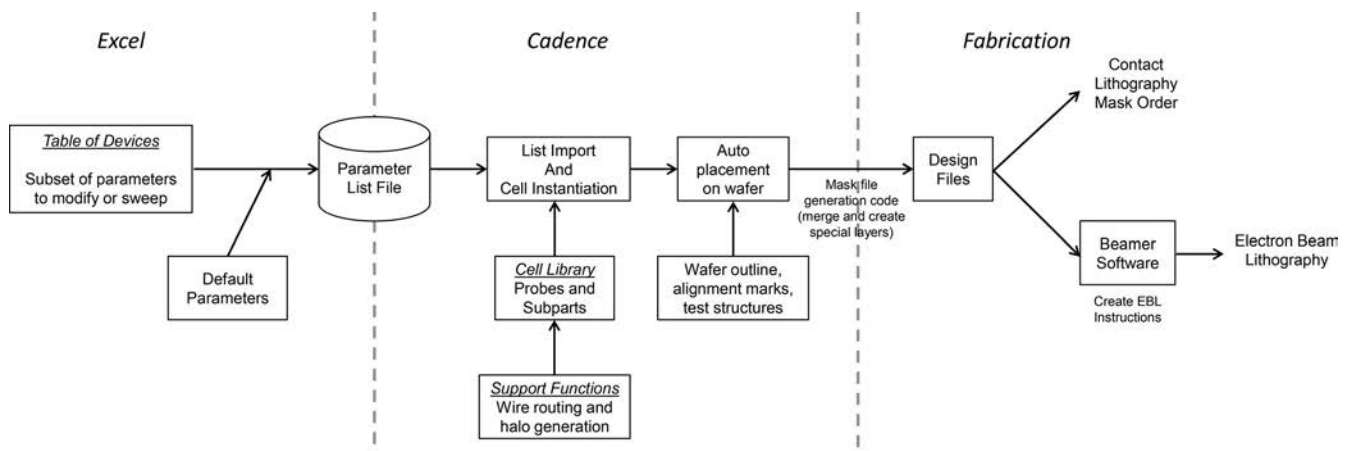 Excel
Cadence
Fabrication
Table of Devices
Subset of parameters
to modify or sweep
Default
Parameters
Parameter
List File
List Import
And
Cell Instantiation
Cell Library
Probes and
Subparts
Support Functions
Wire routing and
halo generation
Auto
placement
on wafer
Wafer outline,
alignment marks,
test structures
Mask file
generation code
(merge and create
special layers)
Design
Files
Contact
Lithography
Mask Order
Beamer
Software
Create EBL
Instructions
Electron Beam
Lithography